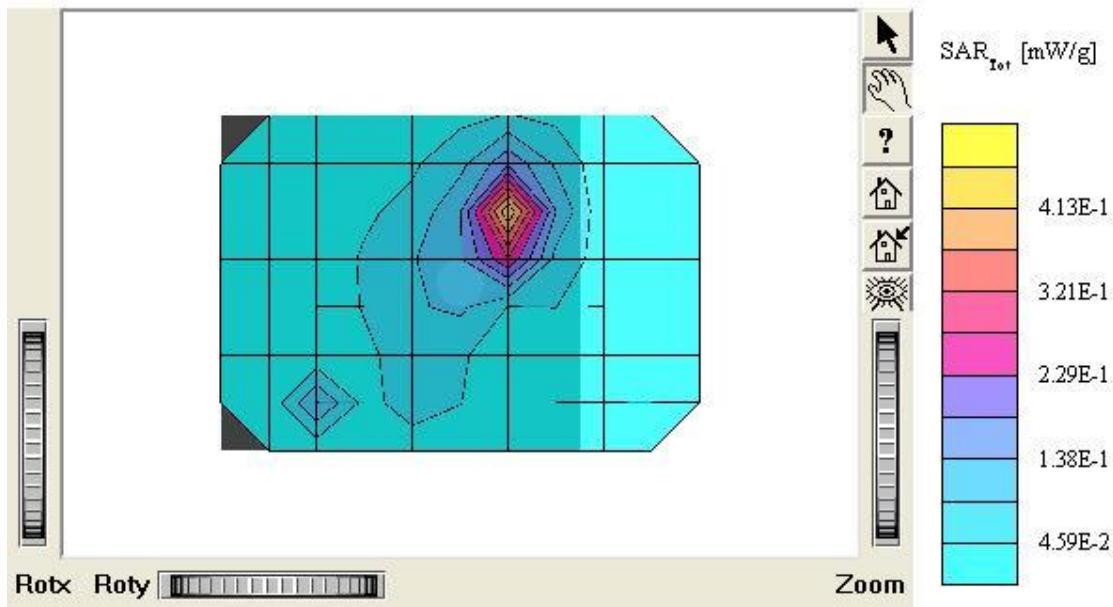 SAR_Tot [mW/g]
?
4.13E-1
3.21E-1
2.29E-1
1.38E-1
4.59E-2
Rotx Roty Zoom